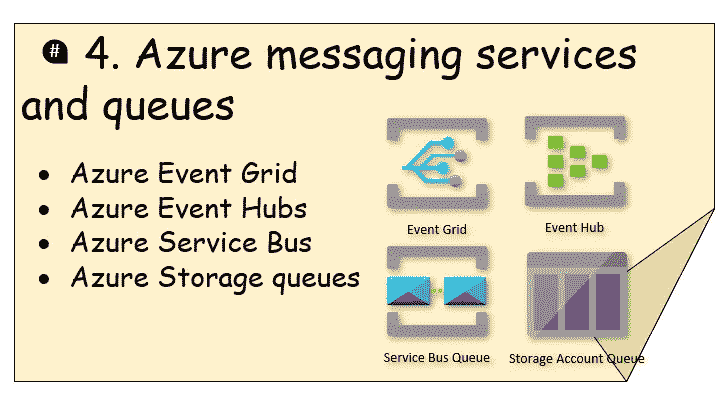 # 4. Azure messaging services
and queues
• Azure Event Grid
• Azure Event Hubs
• Azure Service Bus
• Azure Storage queues
Event Grid
Event Hub
Service Bus Queue
Storage Account Queue